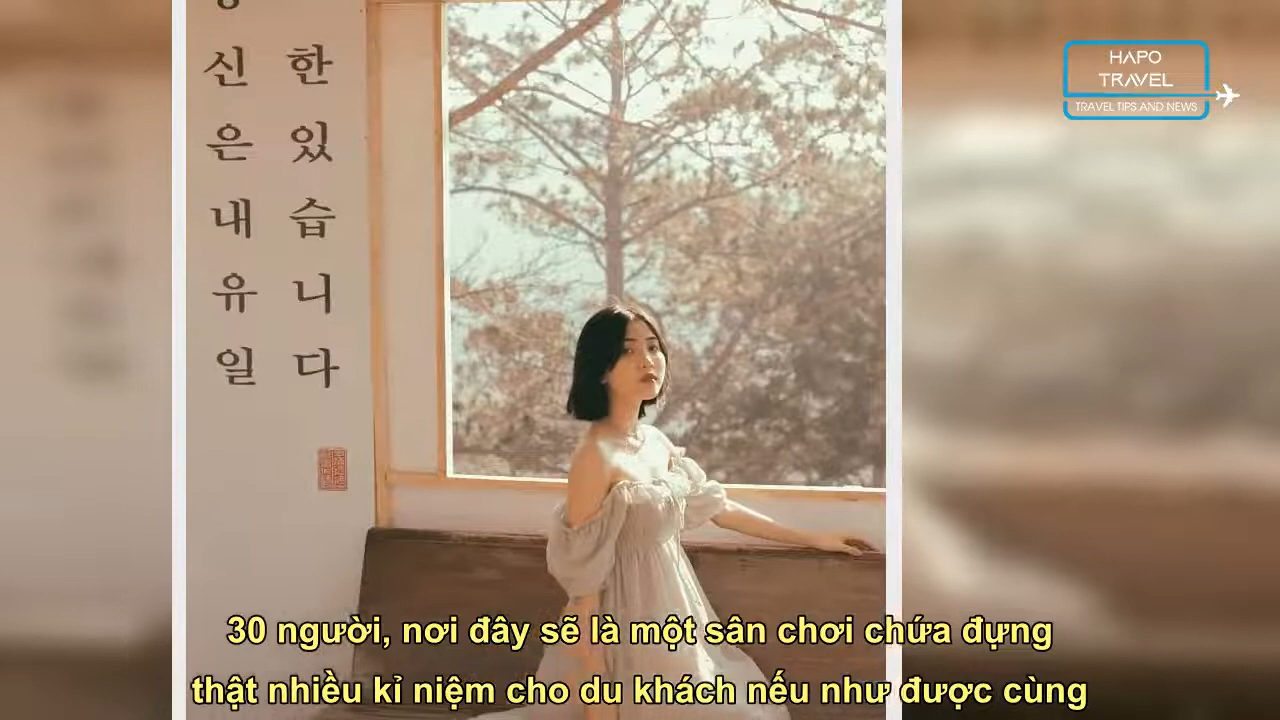 신은내유일
한있습니다
HAPO
TRAVEL
TRAVEL TIPS AND NEWS
30 người, nơi đây sẽ là một sân chơi chứa đựng
thật nhiều kỉ niệm cho du khách nếu như được cùng